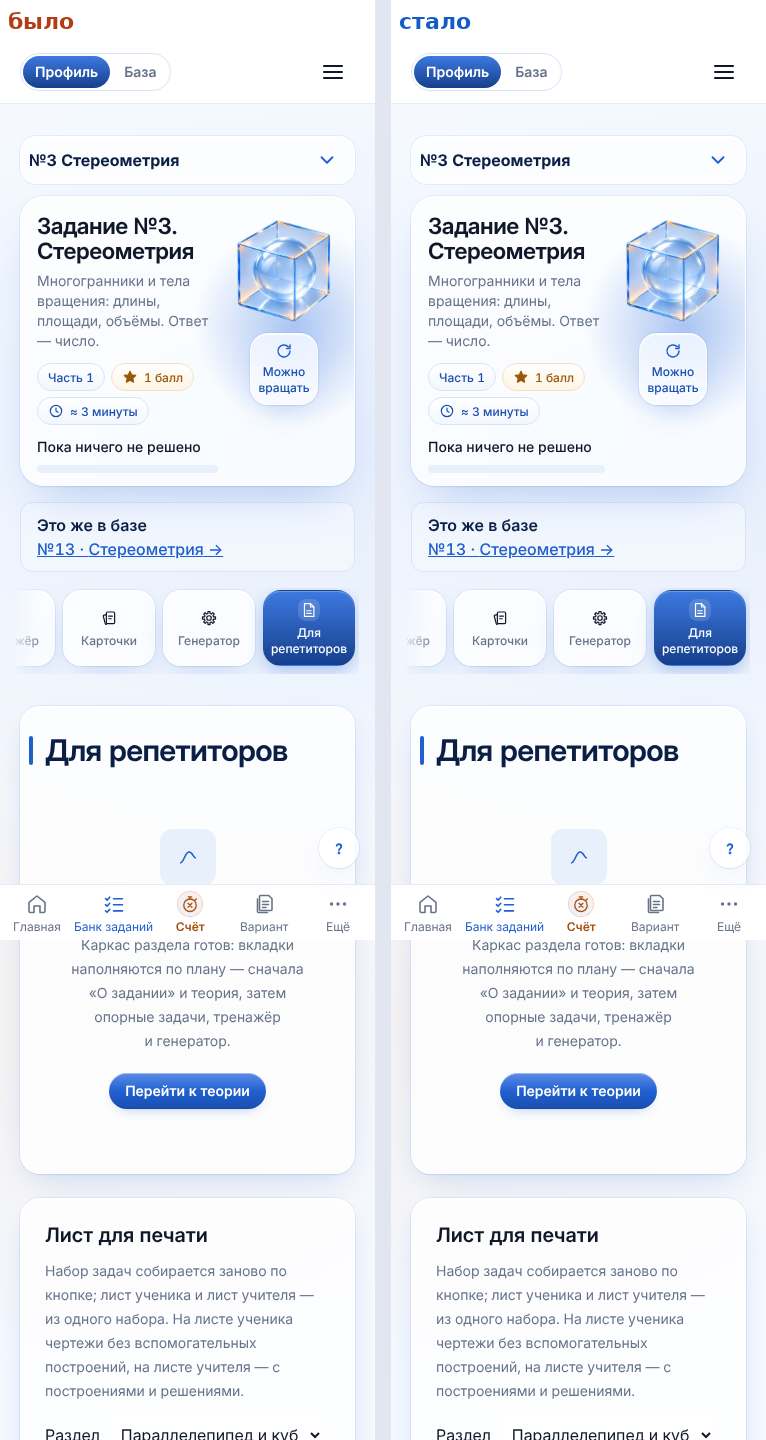 было
Профиль База
№3 Стереометрия
Задание №3.
Стереометрия
Многогранники и тела
вращения: длины,
площади, объёмы. Ответ
— число.
Можно
вращать
Часть 1 1 балл
≈ 3 минуты
Пока ничего не решено
Это же в базе
№13 · Стереометрия →
жёр Карточки Генератор Для
репетиторов
Для репетиторов
?
Главная Банк заданий Счёт Вариант Ещё
Каркас раздела готов: вкладки
наполняются по плану — сначала
«О задании» и теория, затем
опорные задачи, тренажёр
и генератор.
Перейти к теории
Лист для печати
Набор задач собирается заново по
кнопке; лист ученика и лист учителя —
из одного набора. На листе ученика
чертежи без вспомогательных
построений, на листе учителя — с
построениями и решениями.
Раздел Параллелепипед и куб
стало
Профиль База
№3 Стереометрия
Задание №3.
Стереометрия
Многогранники и тела
вращения: длины,
площади, объёмы. Ответ
— число.
Можно
вращать
Часть 1 1 балл
≈ 3 минуты
Пока ничего не решено
Это же в базе
№13 · Стереометрия →
жёр Карточки Генератор Для
репетиторов
Для репетиторов
?
Главная Банк заданий Счёт Вариант Ещё
Каркас раздела готов: вкладки
наполняются по плану — сначала
«О задании» и теория, затем
опорные задачи, тренажёр
и генератор.
Перейти к теории
Лист для печати
Набор задач собирается заново по
кнопке; лист ученика и лист учителя —
из одного набора. На листе ученика
чертежи без вспомогательных
построений, на листе учителя — с
построениями и решениями.
Раздел Параллелепипед и куб